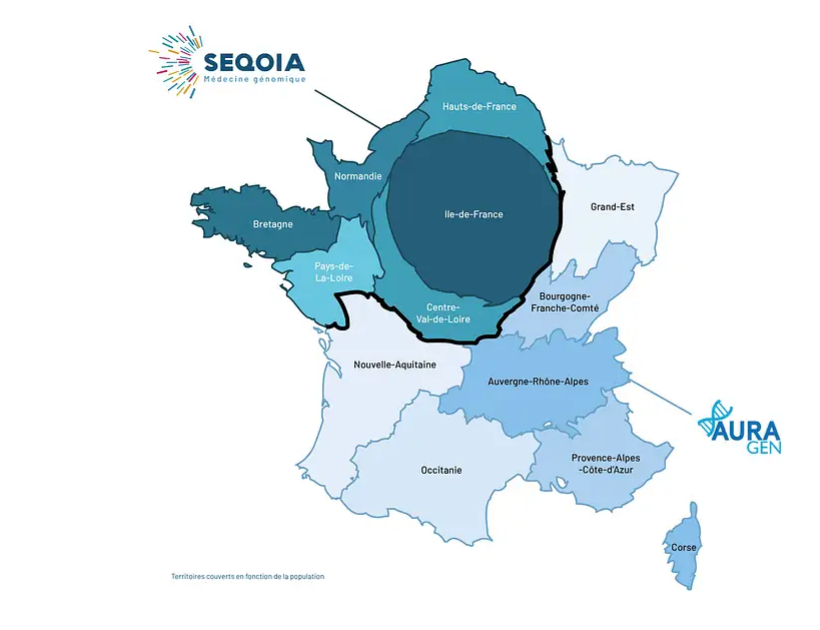 SEQOIA
Médecine génomique
Hauts-de-France
Normandie
Ile-de-France
Grand-Est
Bretagne
Pays-de-
La-Loire
Centre-
Val-de-Loire
Bourgogne-
Franche-Comté
Nouvelle-Aquitaine
Auvergne-Rhône-Alpes
AURA
GEN
Occitanie
Provence-Alpes
-Côte-d'Azur
Corse
Territoires couverts en fonction de la population